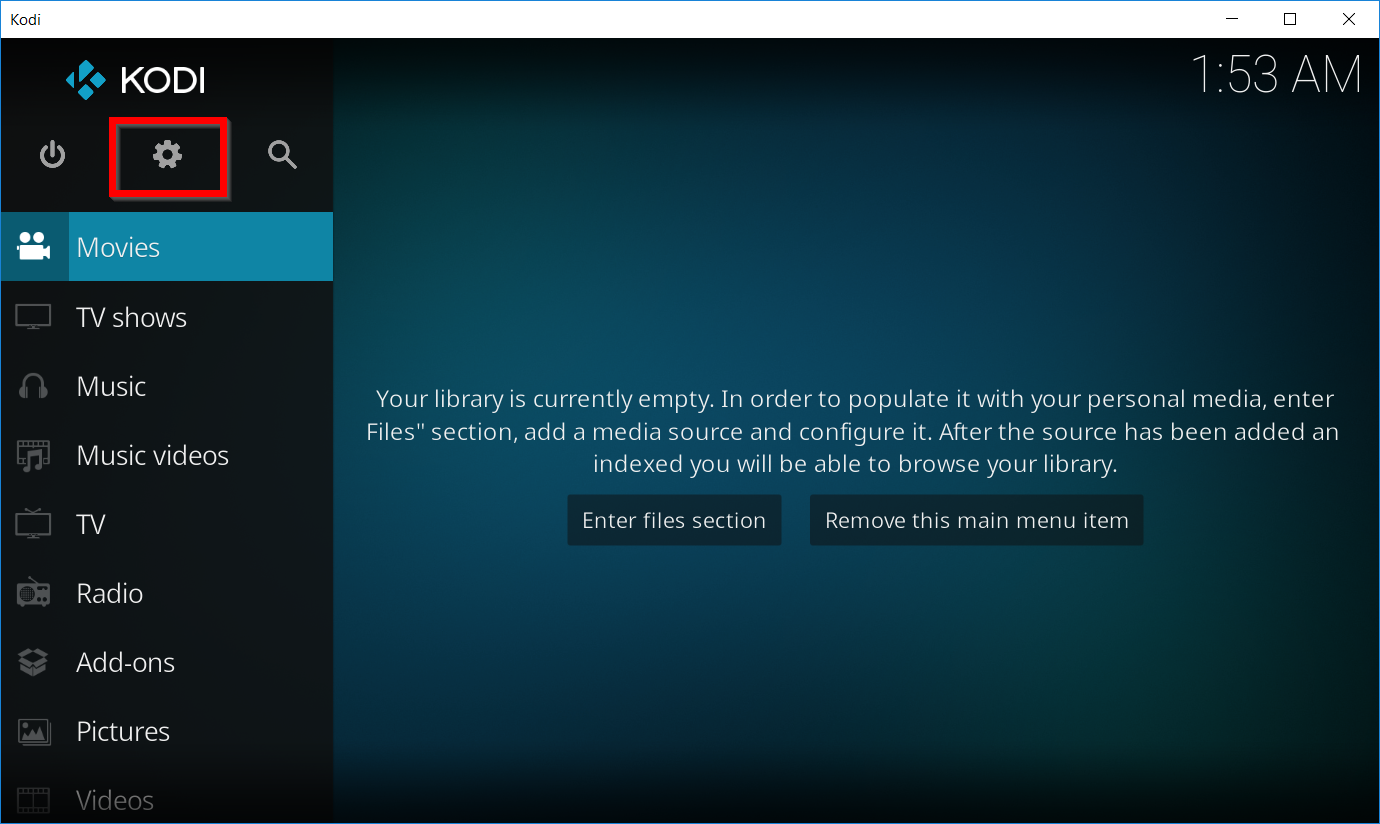 Kodi
KODI
1:53 AM
Movies
TV shows
Music
Music videos
TV
Radio
Add-ons
Pictures
Videos
Your library is currently empty. In order to populate it with your personal media, enter
Files" section, add a media source and configure it. After the source has been added an
indexed you will be able to browse your library.
Enter files section
Remove this main menu item